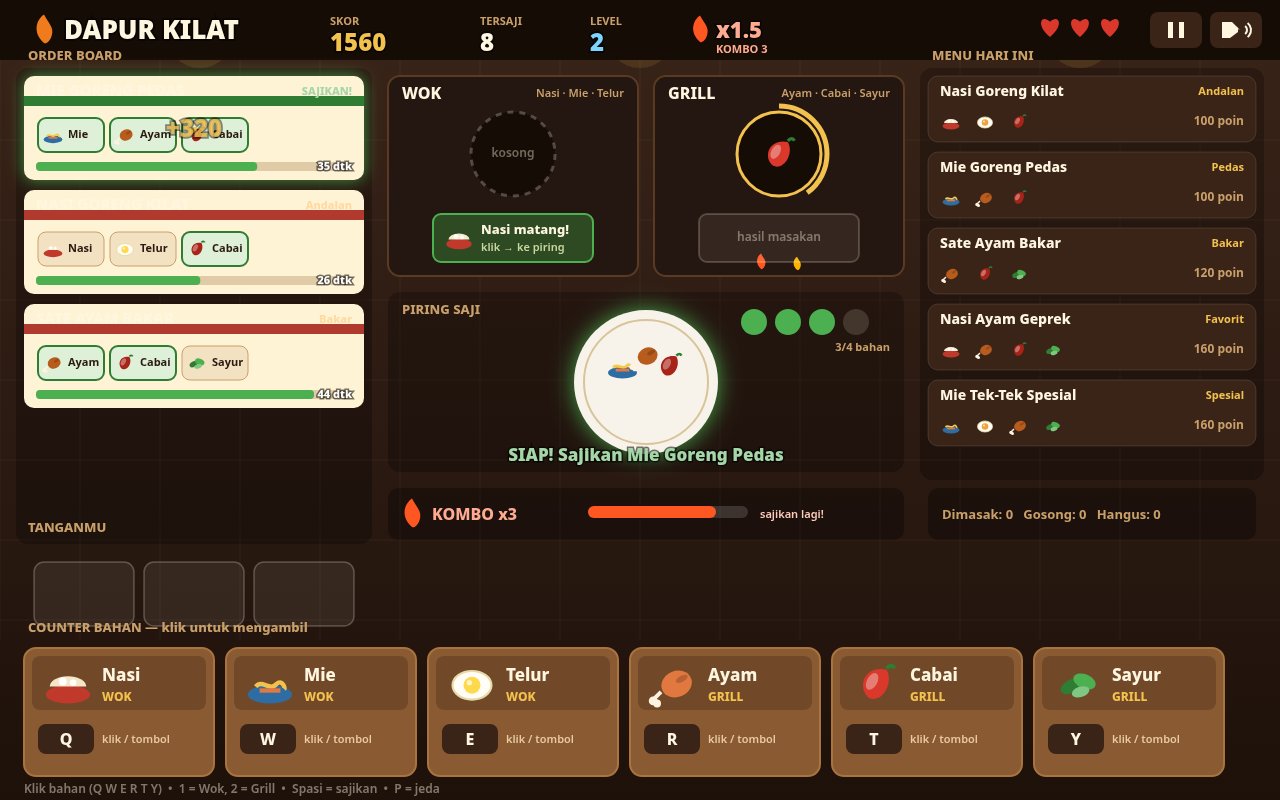 DAPUR KILAT
SKOR
1560
TERSAJI
8
LEVEL
2
x1.5
KOMBO 3
ORDER BOARD
MENU HARI INI
SAJIKAN!
Mie
Ayam
Cabai
+320
35 dtk
NASI GORENG KILAT
Andalan
Nasi
Telur
Cabai
26 dtk
SATE AYAM BAKAR
Bakar
Ayam
Cabai
Sayur
44 dtk
TANGANMU
WOK
Nasi · Mie · Telur
kosong
Nasi matang!
klik → ke piring
GRILL
Ayam · Cabai · Sayur
hasil masakan
PIRING SAJI
3/4 bahan
SIAP! Sajikan Mie Goreng Pedas
KOMBO x3
sajikan lagi!
Nasi Goreng Kilat
Andalan
100 poin
Mie Goreng Pedas
Pedas
100 poin
Sate Ayam Bakar
Bakar
120 poin
Nasi Ayam Geprek
Favorit
160 poin
Mie Tek-Tek Spesial
Spesial
160 poin
Dimasak: 0 Gosong: 0 Hangus: 0
COUNTER BAHAN — klik untuk mengambil
Nasi
WOK
Q
klik / tombol
Mie
WOK
W
klik / tombol
Telur
WOK
E
klik / tombol
Ayam
GRILL
R
klik / tombol
Cabai
GRILL
T
klik / tombol
Sayur
GRILL
Y
klik / tombol
Klik bahan (Q W E R T Y) • 1 = Wok, 2 = Grill • Spasi = sajikan • P = jeda